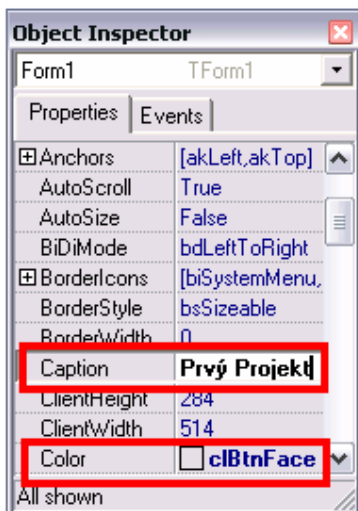 Object Inspector
Form1 TForm1
Properties Events
Anchors [akLeft,akTop]
AutoScroll True
AutoSize False
BiDiMode bdLeftToRight
BorderIcons [biSystemMenu,
BorderStyle bsSizeable
BorderWidth 0
Caption Prvý Projekt
ClientHeight 284
ClientWidth 514
Color clBtnFace
All shown